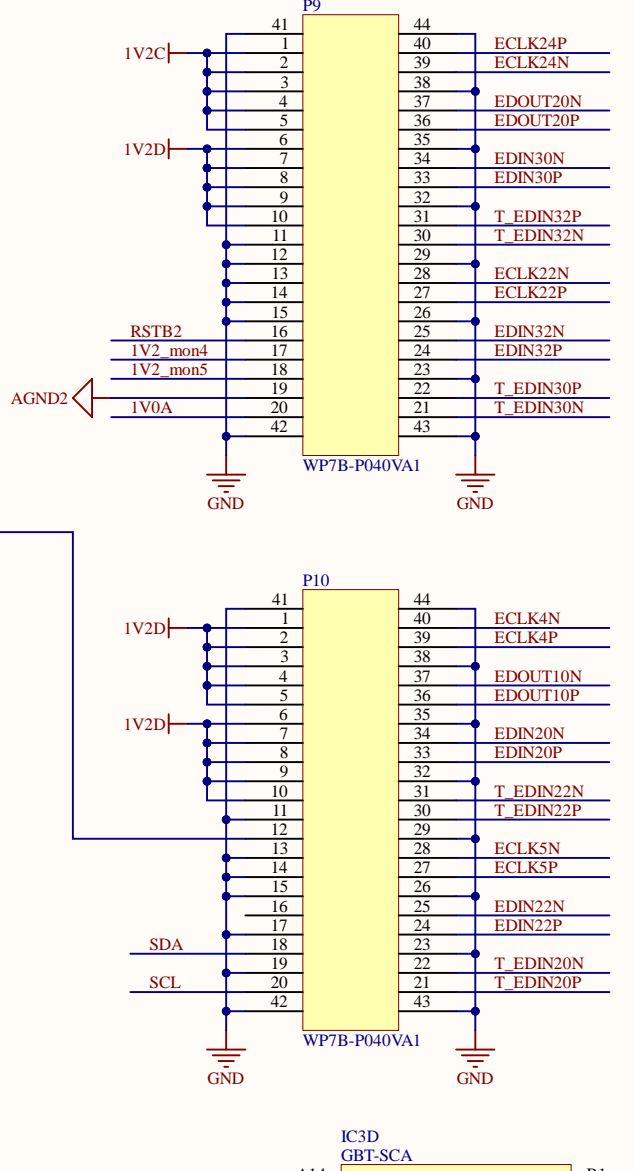 P9
41 44
1V2C 1 40 ECLK24P
2 39 ECLK24N
3 38
4 37 EDOUT20N
5 36 EDOUT20P
1V2D 6 35
7 34 EDIN30N
8 33 EDIN30P
9 32
10 31 T_EDIN32P
11 30 T_EDIN32N
12 29
13 28 ECLK22N
14 27 ECLK22P
15 26
RSTB2 16 25 EDIN32N
1V2_mon4 17 24 EDIN32P
1V2_mon5 18 23
AGND2 19 22 T_EDIN30P
1V0A 20 21 T_EDIN30N
42 43
WP7B-P040VA1
GND GND
P10
41 44
1V2D 1 40 ECLK4N
2 39 ECLK4P
3 38
4 37 EDOUT10N
5 36 EDOUT10P
1V2D 6 35
7 34 EDIN20N
8 33 EDIN20P
9 32
10 31 T_EDIN22N
11 30 T_EDIN22P
12 29
13 28 ECLK5N
14 27 ECLK5P
15 26
16 25 EDIN22N
17 24 EDIN22P
SDA 18 23
19 22 T_EDIN20N
SCL 20 21 T_EDIN20P
42 43
WP7B-P040VA1
GND GND
IC3D
GBT-SCA